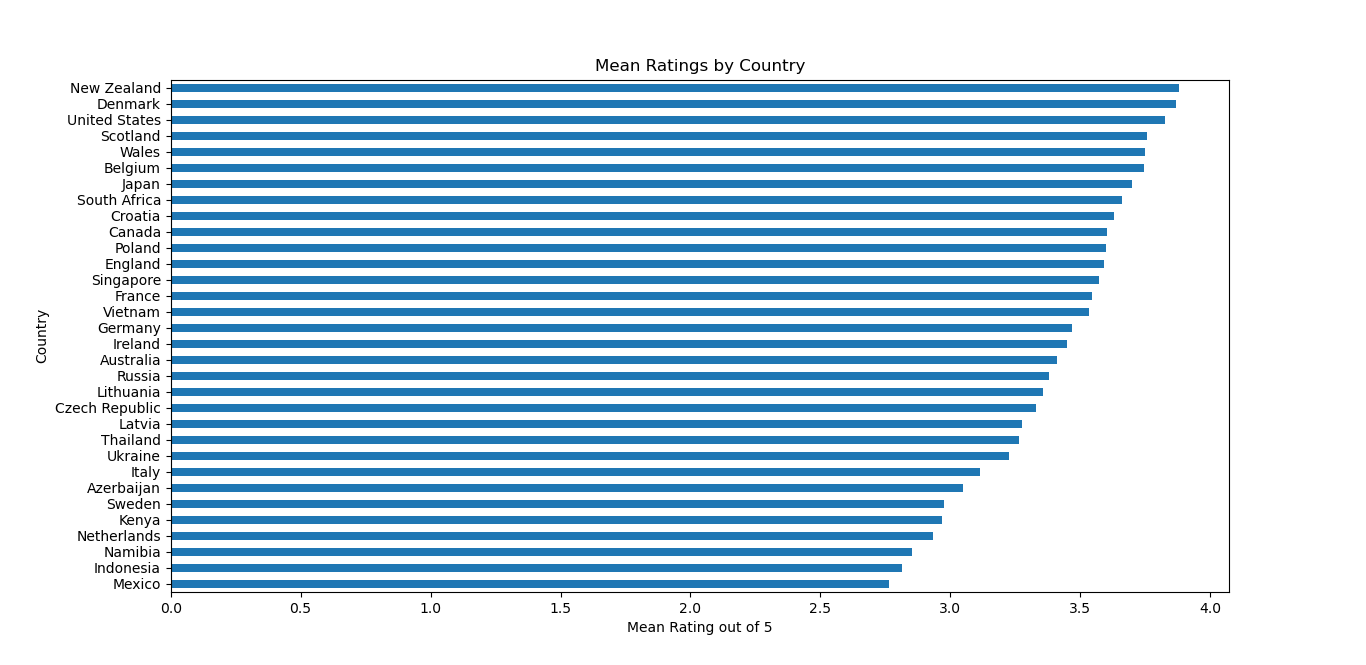 Mean Ratings by Country
New Zealand
Denmark
United States
Scotland
Wales
Belgium
Japan
South Africa
Croatia
Canada
Poland
England
Singapore
France
Vietnam
Germany
Ireland
Australia
Russia
Lithuania
Czech Republic
Latvia
Thailand
Ukraine
Italy
Azerbaijan
Sweden
Kenya
Netherlands
Namibia
Indonesia
Mexico
Country
0.0 0.5 1.0 1.5 2.0 2.5 3.0 3.5 4.0
Mean Rating out of 5